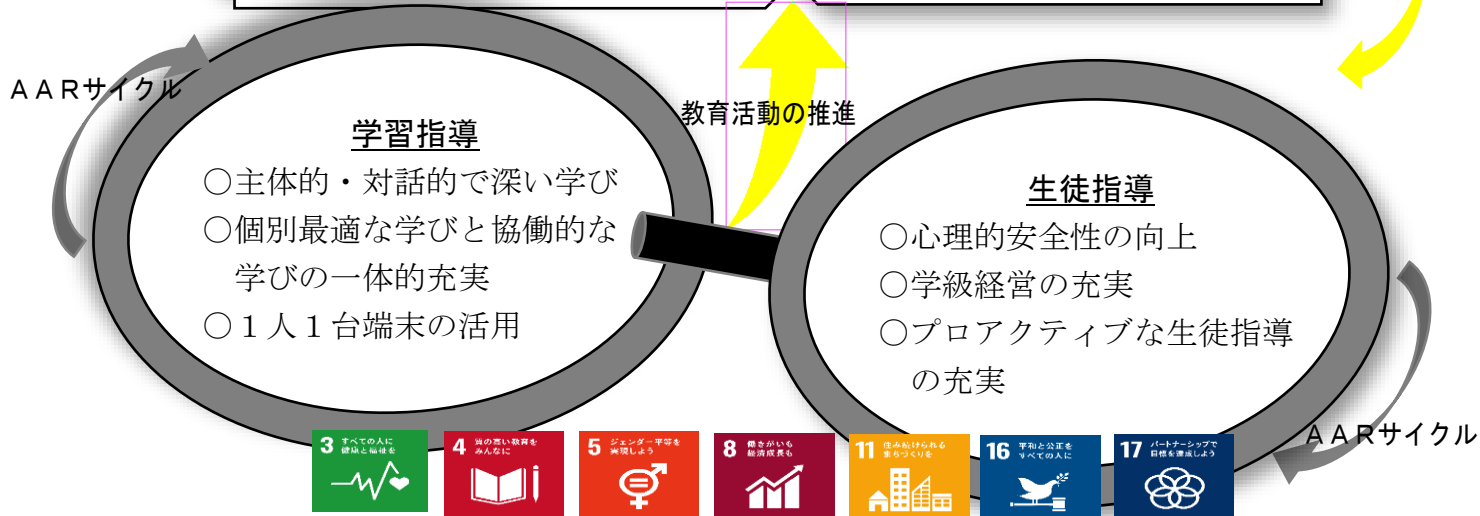 AARサイクル
教育活動の推進
学習指導
○主体的・対話的で深い学び
○個別最適な学びと協働的な
学びの一体的充実
○1人1台端末の活用
生徒指導
○心理的安全性の向上
○学級経営の充実
○プロアクティブな生徒指導
の充実
AARサイクル
3 すべての人に
健康と福祉を
4 質の高い教育を
みんなに
5 ジェンダー平等を
実現しよう
8 働きがいも
経済成長も
11 住み続けられる
まちづくりを
16 平和と公正を
すべての人に
17 パートナーシップで
目標を達成しよう